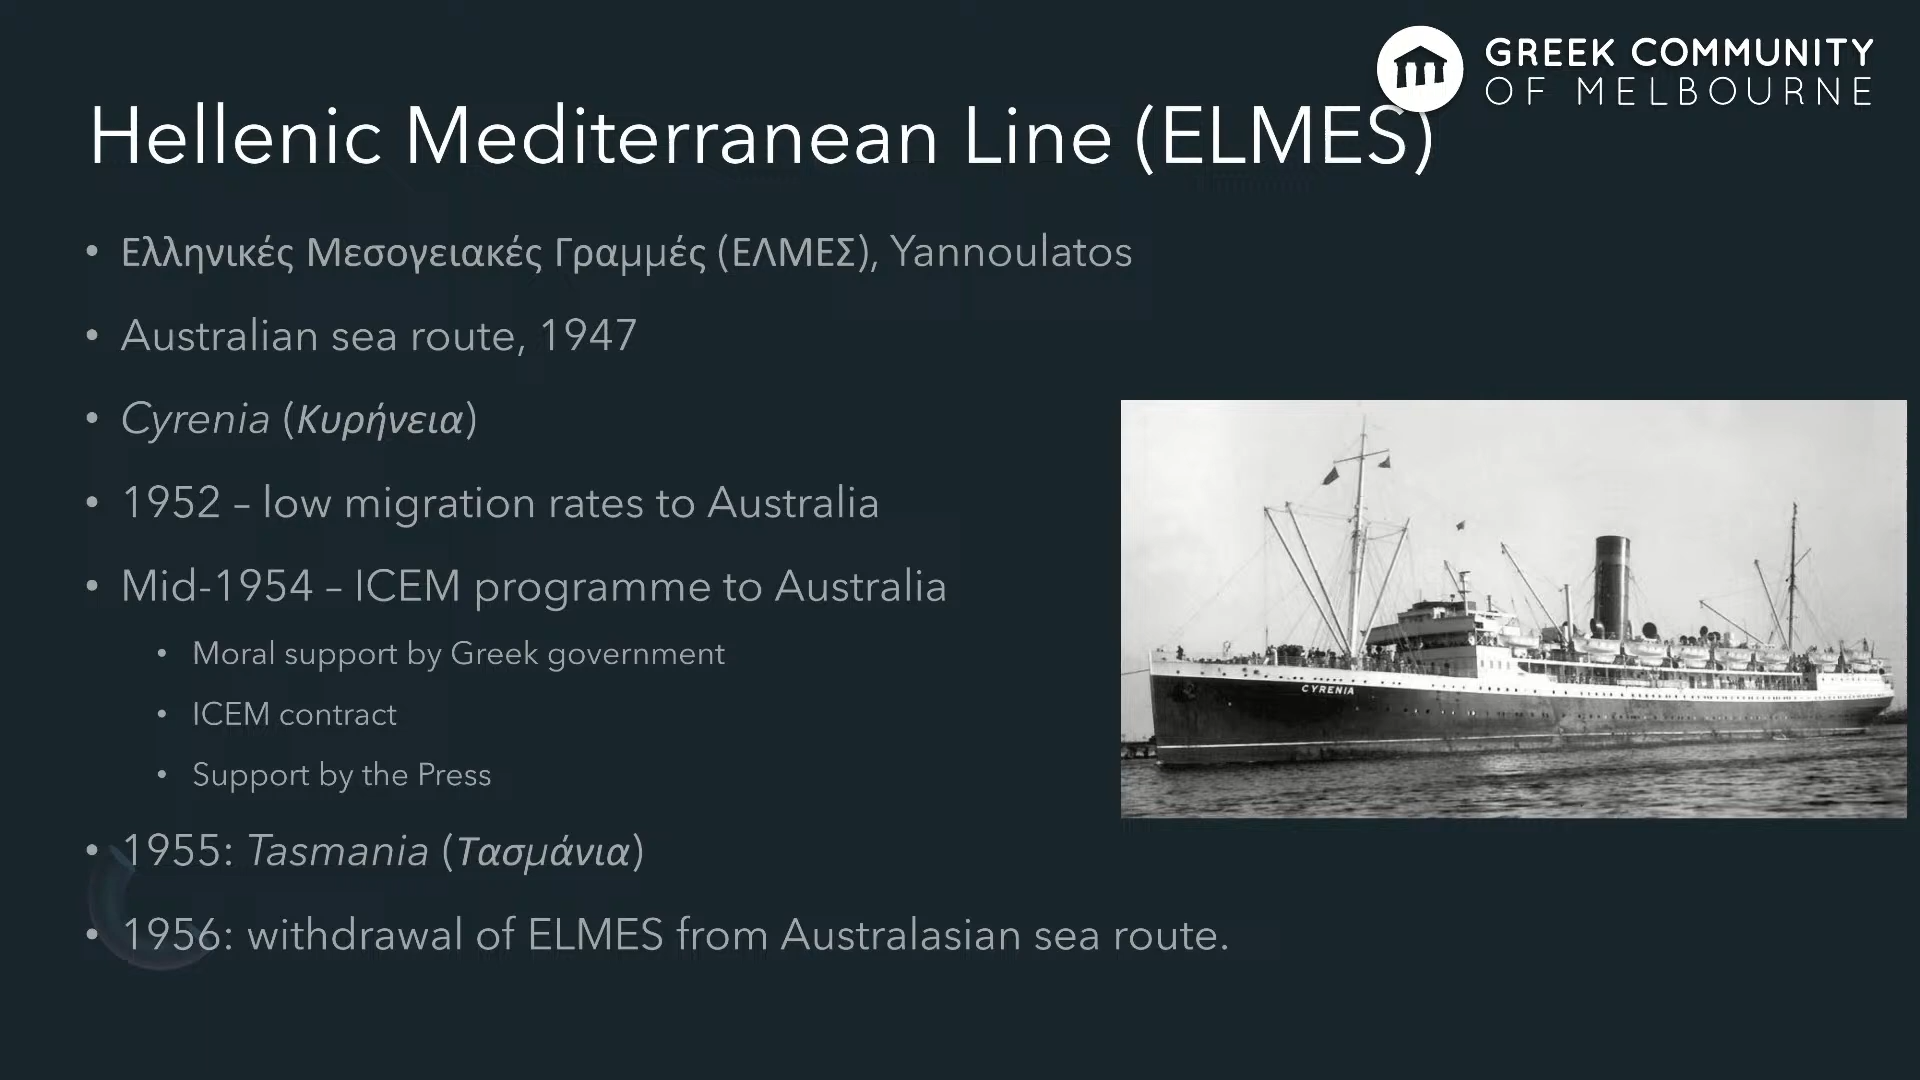 GREEK COMMUNITY
OF MELBOURNE
Hellenic Mediterranean Line (ELMES)
• Ελληνικές Μεσογειακές Γραμμές (ΕΛΜΕΣ), Yannoulatos
• Australian sea route, 1947
• Cyrenia (Κυρήνεια)
• 1952 – low migration rates to Australia
• Mid-1954 – ICEM programme to Australia
• Moral support by Greek government
• ICEM contract
• Support by the Press
• 1955: Tasmania (Τασμάνια)
• 1956: withdrawal of ELMES from Australasian sea route.
CYRENIA